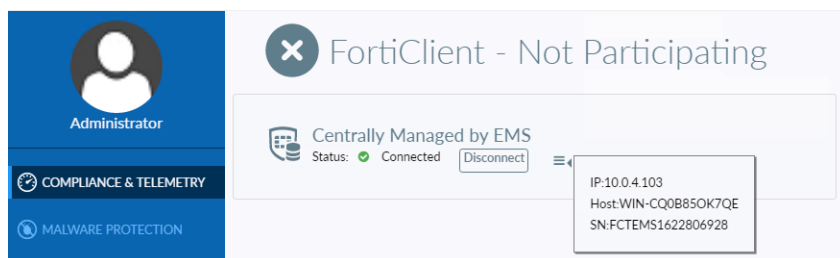 FortiClient - Not Participating
Administrator
Centrally Managed by EMS
Status: Connected Disconnect
COMPLIANCE & TELEMETRY
MALWARE PROTECTION
IP:10.0.4.103
Host:WIN-CQ0B85OK7QE
SN:FCTEMS1622806928